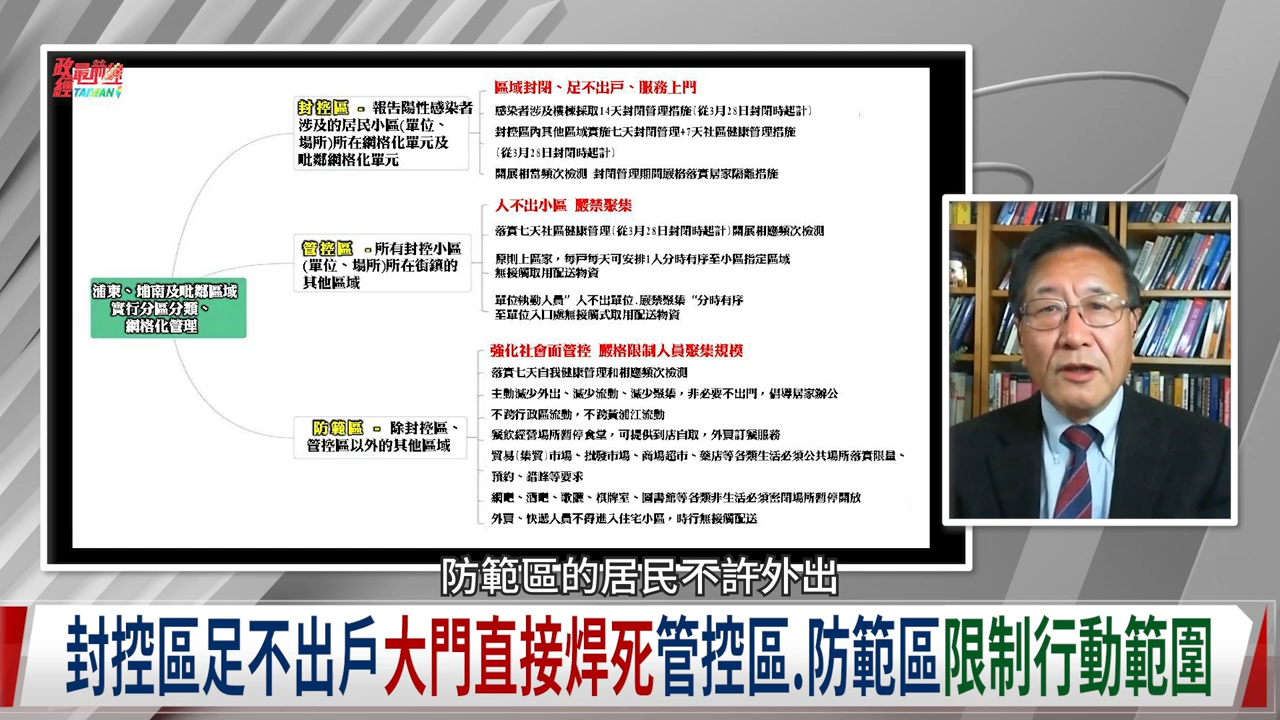 政經最前線
TAIWAN
封控區 - 報告陽性感染者
涉及的居民小區(單位、
場所)所在網格化單元及
毗鄰網格化單元
區域封閉、足不出戶、服務上門
感染者涉及樓棟採取14天封閉管理措施(從3月28日封閉時起計)
封控區內其他區域實施七天封閉管理+7天社區健康管理措施
(從3月28日封閉時起計)
開展相當頻次檢測 封閉管理期間嚴格落實居家隔離措施
管控區 - 所有封控小區
(單位、場所)所在街鎮的
其他區域
人不出小區 嚴禁聚集
落實七天社區健康管理(從3月28日封閉時起計)開展相應頻次檢測
原則上區家，每戶每天可安排1人分時有序至小區指定區域
無接觸取用配送物資
單位執勤人員"人不出單位.嚴禁聚集"分時有序
至單位入口處無接觸式取用配送物資
浦東、埔南及毗鄰區域
實行分區分類、
網格化管理
防範區 - 除封控區、
管控區以外的其他區域
強化社會面管控 嚴格限制人員聚集規模
落實七天自我健康管理和相應頻次檢測
主動減少外出、減少流動、減少聚集，非必要不出門，倡導居家辦公
不跨行政區流動，不跨黃浦江流動
餐飲經營場所暫停食堂，可提供到店自取，外買訂餐服務
貿易(集貿)市場、批發市場、商場超市、藥店等各類生活必須公共場所落實限量、
預約、錯峰等要求
網吧、酒吧、歌廳、棋牌室、圖書館等各類非生活必須密閉場所暫停開放
外買、快遞人員不得進入住宅小區，時行無接觸配送
防範區的居民不許外出
封控區足不出戶大門直接焊死管控區.防範區限制行動範圍